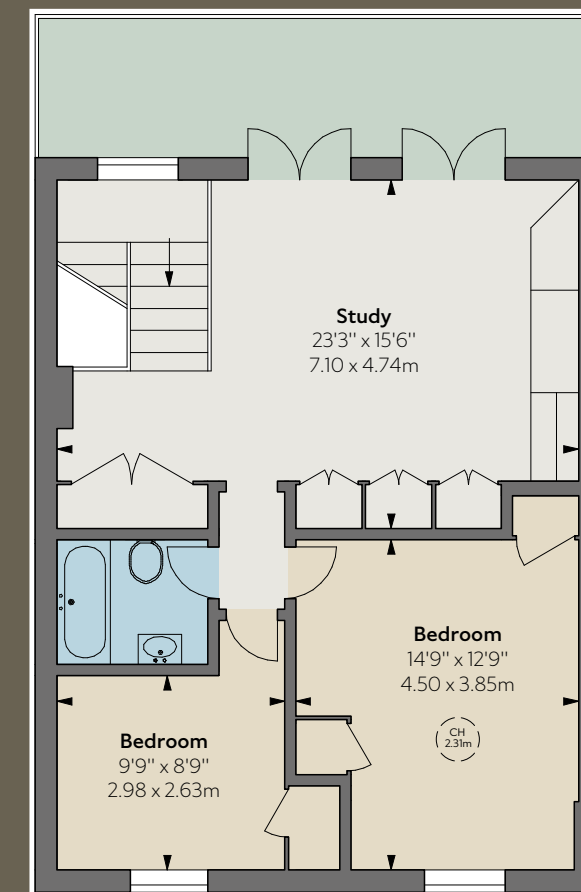 Study
23'3'' x 15'6''
7.10 x 4.74m
Bedroom
14'9'' x 12'9''
4.50 x 3.85m
CH
2.31m
Bedroom
9'9'' x 8'9''
2.98 x 2.63m